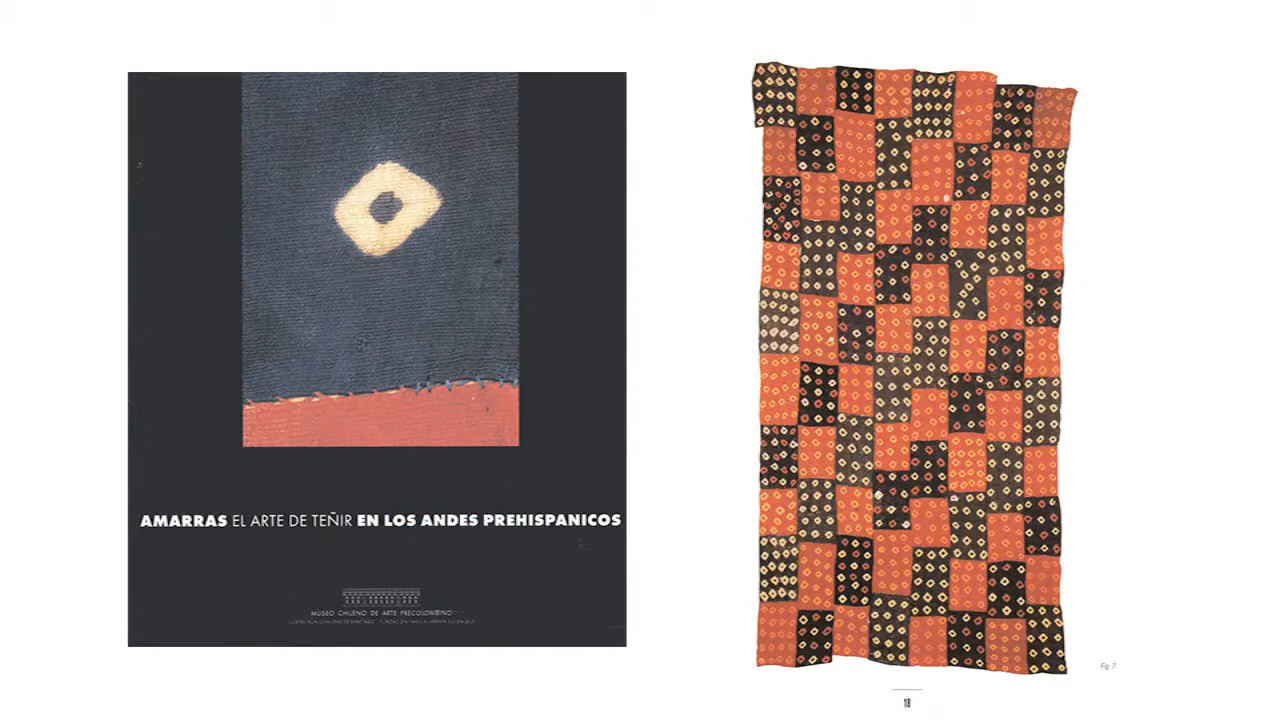 AMARRAS EL ARTE DE TEÑIR EN LOS ANDES PREHISPANICOS
MUSEO CHILENO DE ARTE PRECOLOMBINO
Fig. 7
18